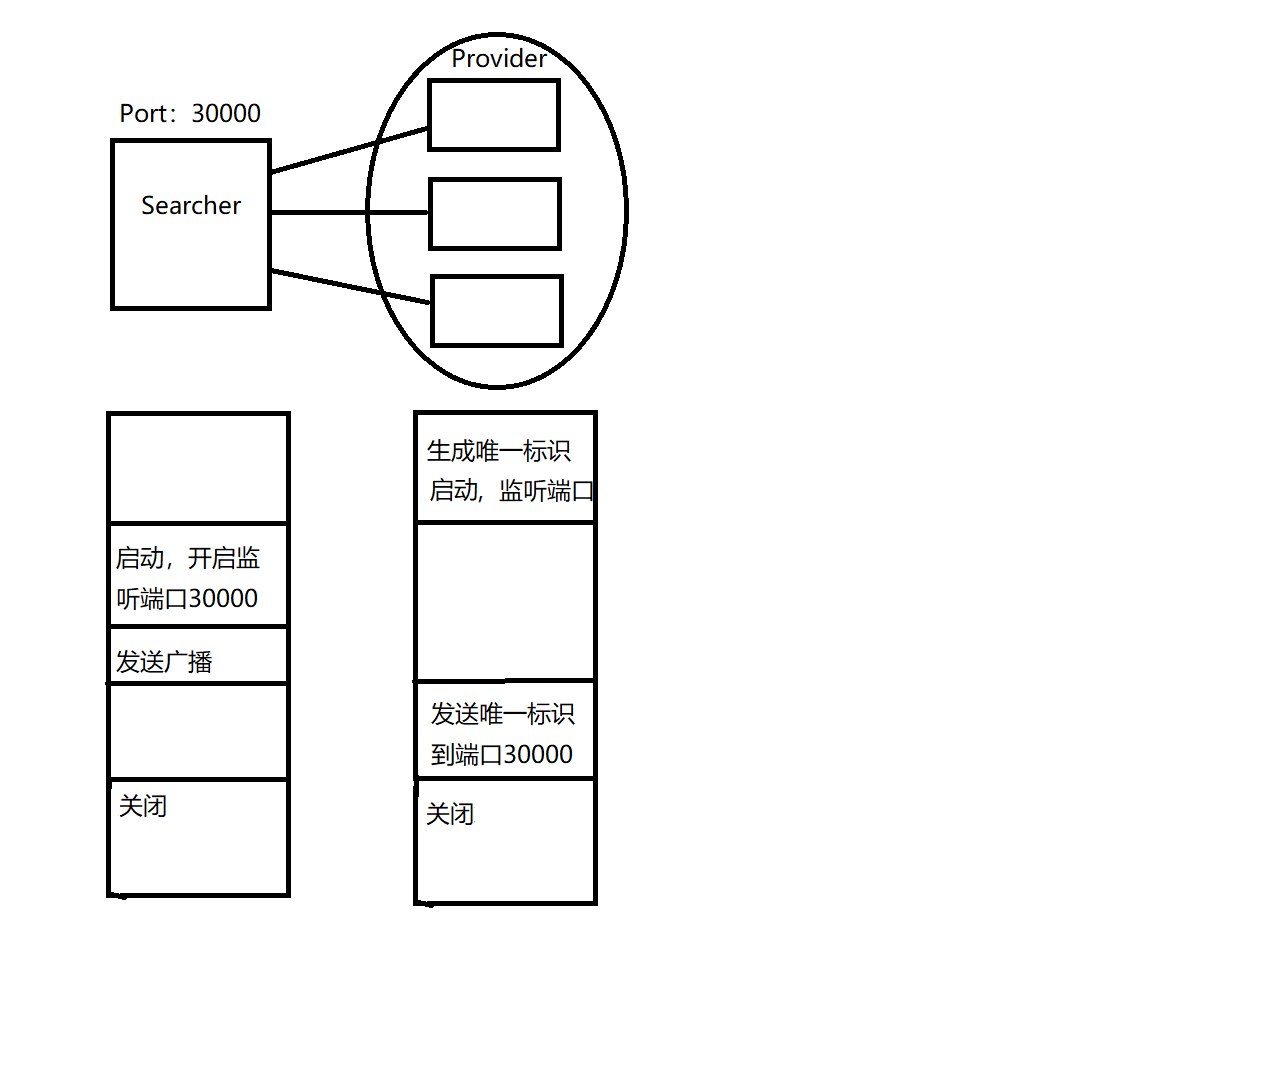 Provider
Port：30000
Searcher
生成唯一标识
启动，监听端口
启动，开启监
听端口30000
发送广播
发送唯一标识
到端口30000
关闭
关闭